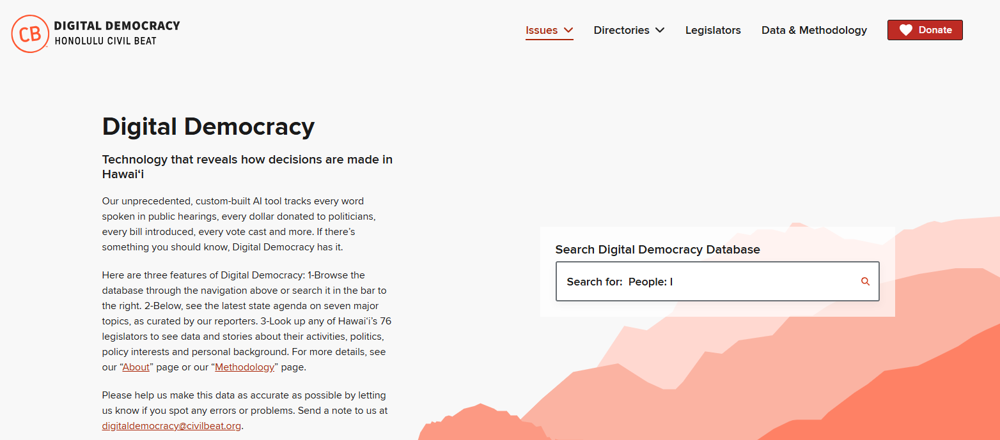 CB DIGITAL DEMOCRACY
HONOLULU CIVIL BEAT
Issues Directories Legislators Data & Methodology Donate
Digital Democracy
Technology that reveals how decisions are made in
Hawaiʻi
Our unprecedented, custom-built AI tool tracks every word
spoken in public hearings, every dollar donated to politicians,
every bill introduced, every vote cast and more. If there’s
something you should know, Digital Democracy has it.
Here are three features of Digital Democracy: 1-Browse the
database through the navigation above or search it in the bar to
the right. 2-Below, see the latest state agenda on seven major
topics, as curated by our reporters. 3-Look up any of Hawaiʻi’s 76
legislators to see data and stories about their activities, politics,
policy interests and personal background. For more details, see
our “About” page or our “Methodology” page.
Please help us make this data as accurate as possible by letting
us know if you spot any errors or problems. Send a note to us at
digitaldemocracy@civilbeat.org.
Search Digital Democracy Database
Search for: People: I